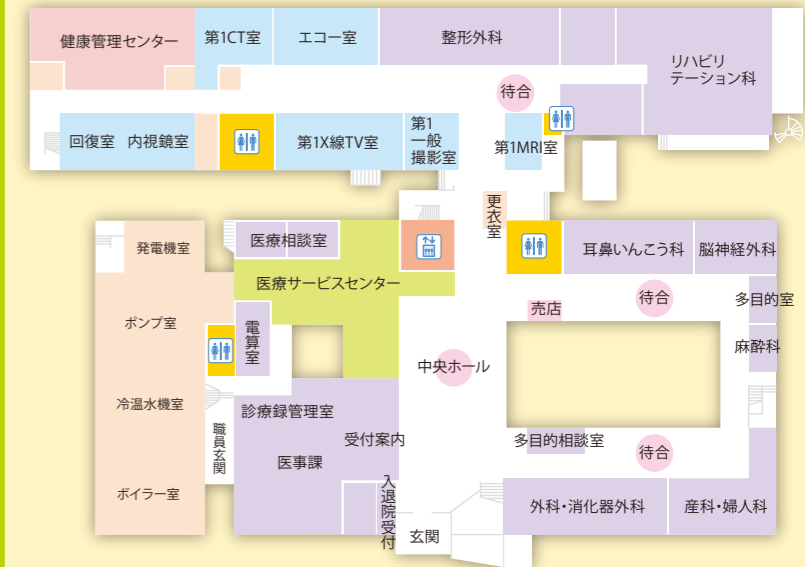 健康管理センター
第1CT室
エコー室
整形外科
リハビリ
テーション科
待合
回復室
内視鏡室
第1X線TV室
第1
一般
撮影室
第1MRI室
更衣室
発電機室
医療相談室
耳鼻いんこう科
脳神経外科
医療サービスセンター
売店
待合
多目的室
ポンプ室
電算室
麻酔科
中央ホール
冷温水機室
診療録管理室
職員玄関
受付案内
多目的相談室
待合
医事課
ボイラー室
入退院受付
外科・消化器外科
産科・婦人科
玄関